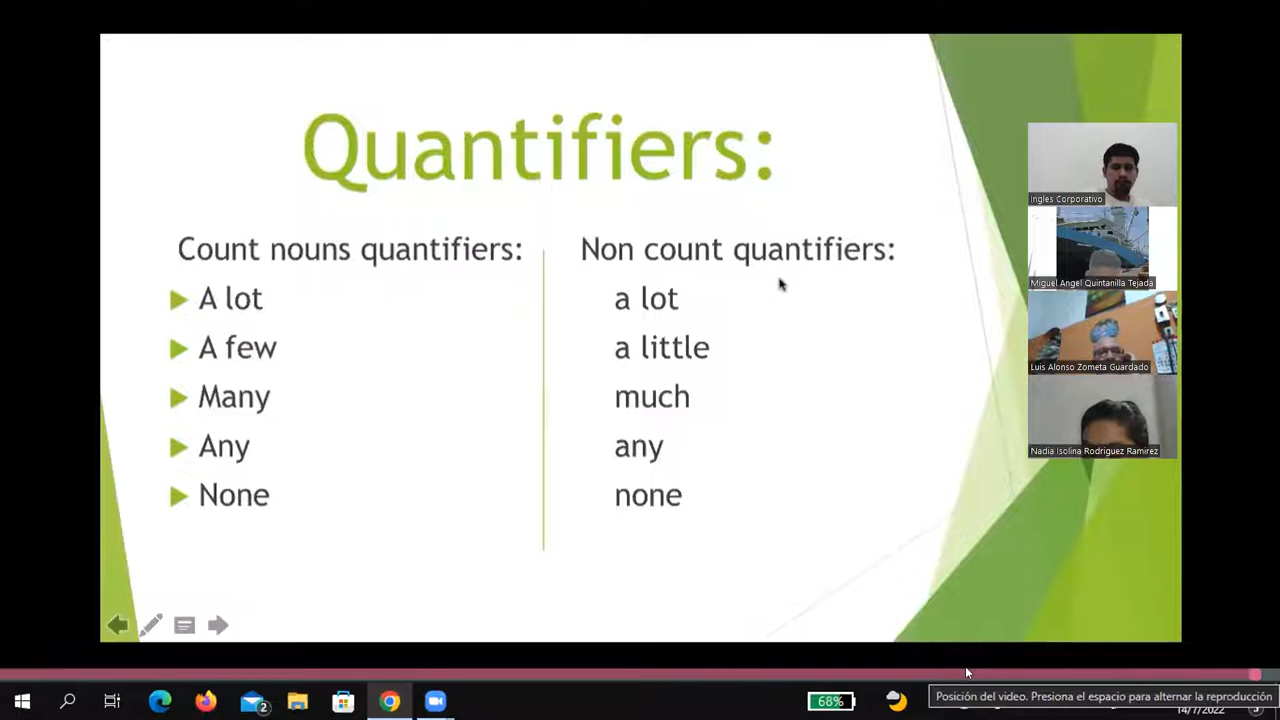 Quantifiers:
Count nouns quantifiers:
A lot
A few
Many
Any
None
Non count quantifiers:
a lot
a little
much
any
none
Ingles Corporativo
Miguel Angel Quintanilla Tejada
Luis Alonso Zometa Guardado
Nadia Isolina Rodriguez Ramirez
2
68%
Posición del video. Presiona el espacio para alternar la reproducción
14/7/2022